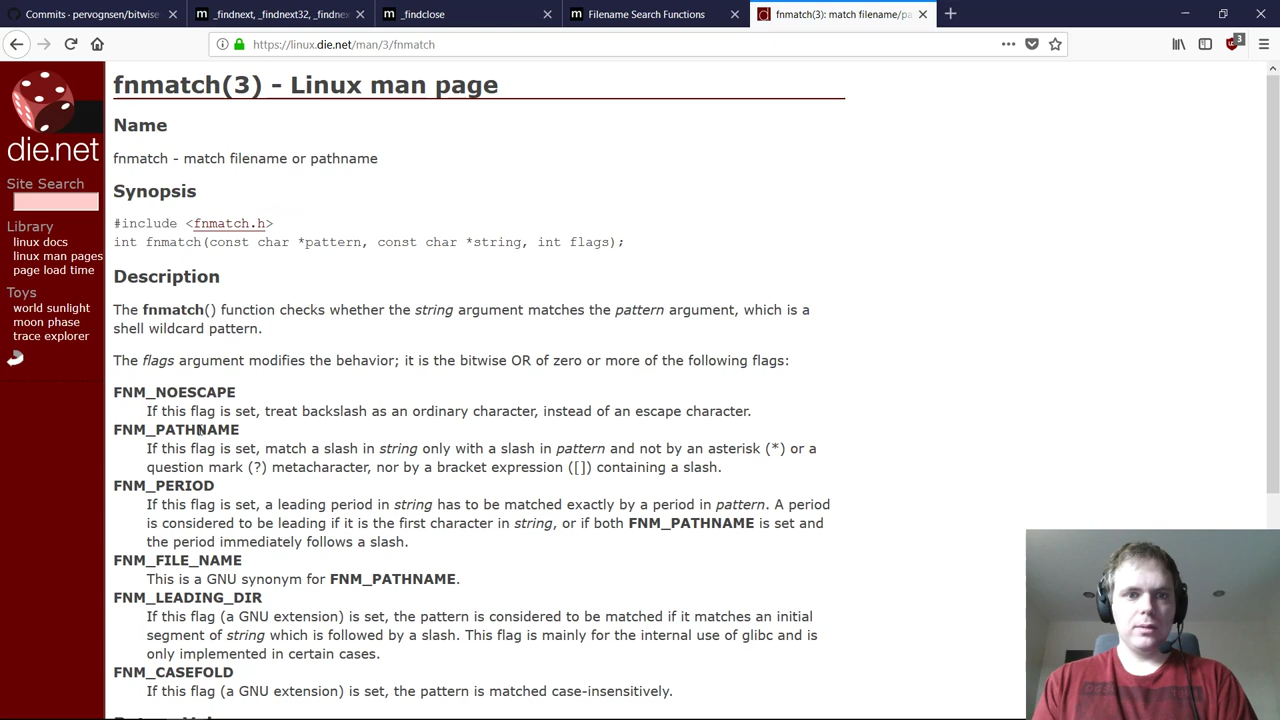 Commits · pervognsen/bitwise
_findnext, _findnext32, _findnex
_findclose
Filename Search Functions
fnmatch(3): match filename/pa
https://linux.die.net/man/3/fnmatch
3
die.net
Site Search
Library
linux docs
linux man pages
page load time
Toys
world sunlight
moon phase
trace explorer
fnmatch(3) - Linux man page
Name
fnmatch - match filename or pathname
Synopsis
#include <fnmatch.h>
int fnmatch(const char *pattern, const char *string, int flags);
Description
The fnmatch() function checks whether the string argument matches the pattern argument, which is a
shell wildcard pattern.
The flags argument modifies the behavior; it is the bitwise OR of zero or more of the following flags:
FNM_NOESCAPE
If this flag is set, treat backslash as an ordinary character, instead of an escape character.
FNM_PATHNAME
If this flag is set, match a slash in string only with a slash in pattern and not by an asterisk (*) or a
question mark (?) metacharacter, nor by a bracket expression ([]) containing a slash.
FNM_PERIOD
If this flag is set, a leading period in string has to be matched exactly by a period in pattern. A period
is considered to be leading if it is the first character in string, or if both FNM_PATHNAME is set and
the period immediately follows a slash.
FNM_FILE_NAME
This is a GNU synonym for FNM_PATHNAME.
FNM_LEADING_DIR
If this flag (a GNU extension) is set, the pattern is considered to be matched if it matches an initial
segment of string which is followed by a slash. This flag is mainly for the internal use of glibc and is
only implemented in certain cases.
FNM_CASEFOLD
If this flag (a GNU extension) is set, the pattern is matched case-insensitively.